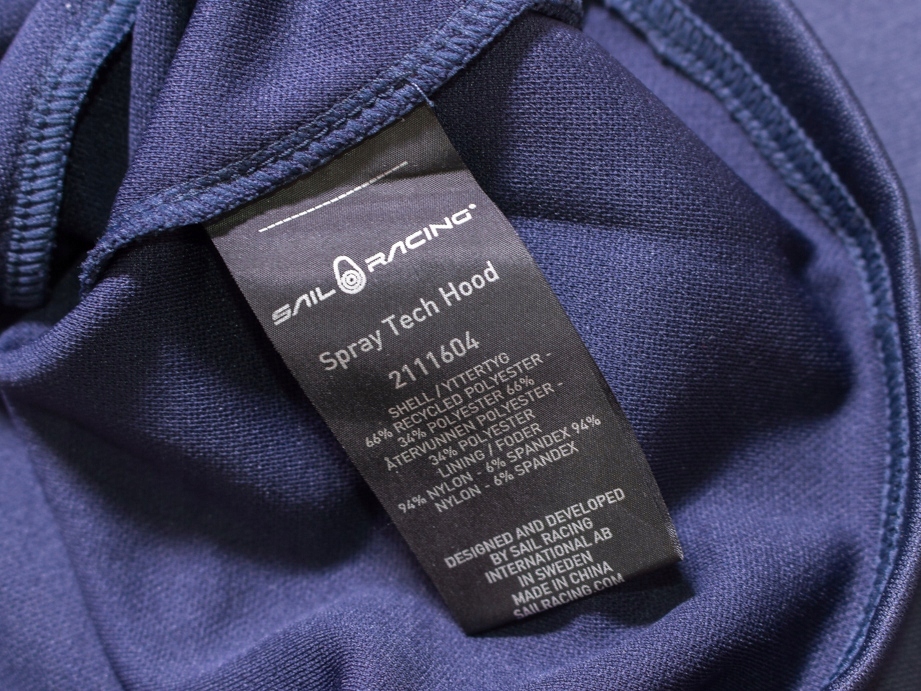 SAIL RACING®
Spray Tech Hood
2111604
SHELL / YTTERTYG
66% RECYCLED POLYESTER -
34% POLYESTER 66%
ÅTERVUNNEN POLYESTER -
34% POLYESTER
LINING / FODER
94% NYLON - 6% SPANDEX 94%
NYLON - 6% SPANDEX
DESIGNED AND DEVELOPED
BY SAIL RACING
INTERNATIONAL AB
IN SWEDEN
MADE IN CHINA
SAILRACING.COM